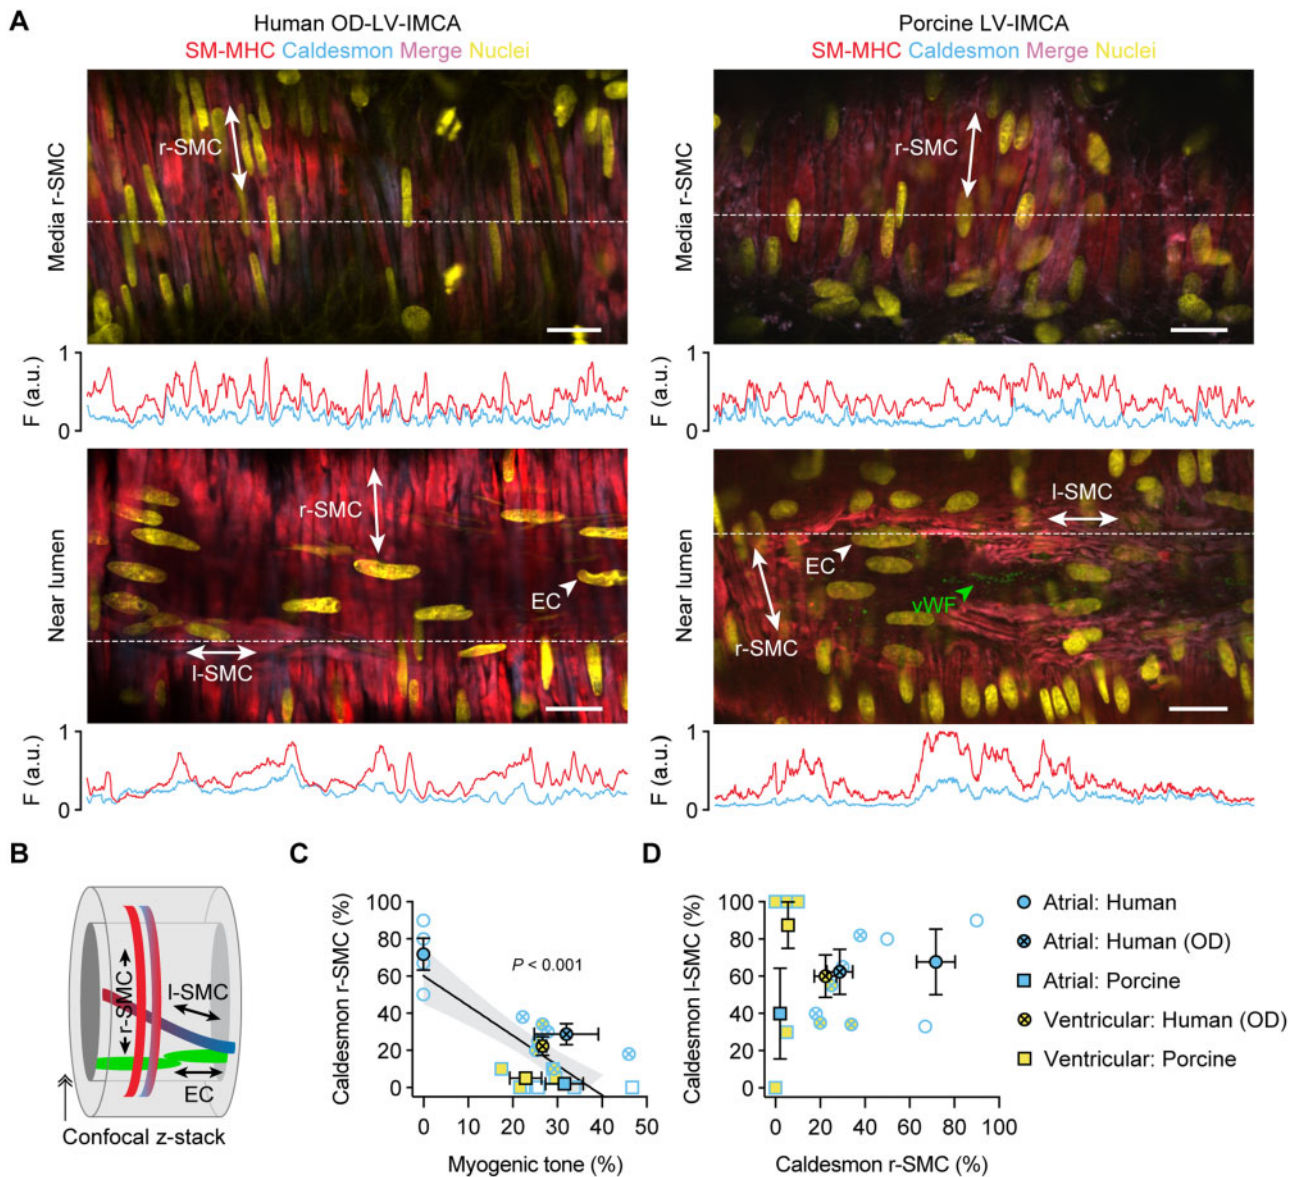 A
Human OD-LV-IMCA
SM-MHC Caldesmon Merge Nuclei
Porcine LV-IMCA
SM-MHC Caldesmon Merge Nuclei
Media r-SMC
r-SMC
Media r-SMC
r-SMC
F (a.u.)
1
0
F (a.u.)
1
0
Near lumen
r-SMC
EC
l-SMC
Near lumen
l-SMC
EC
vWF
r-SMC
F (a.u.)
1
0
F (a.u.)
1
0
B
r-SMC
l-SMC
EC
Confocal z-stack
C
Caldesmon r-SMC (%)
100
80
60
40
20
0
P < 0.001
0 10 20 30 40 50
Myogenic tone (%)
D
Caldesmon l-SMC (%)
100
80
60
40
20
0
0 20 40 60 80 100
Caldesmon r-SMC (%)
Atrial: Human
Atrial: Human (OD)
Atrial: Porcine
Ventricular: Human (OD)
Ventricular: Porcine